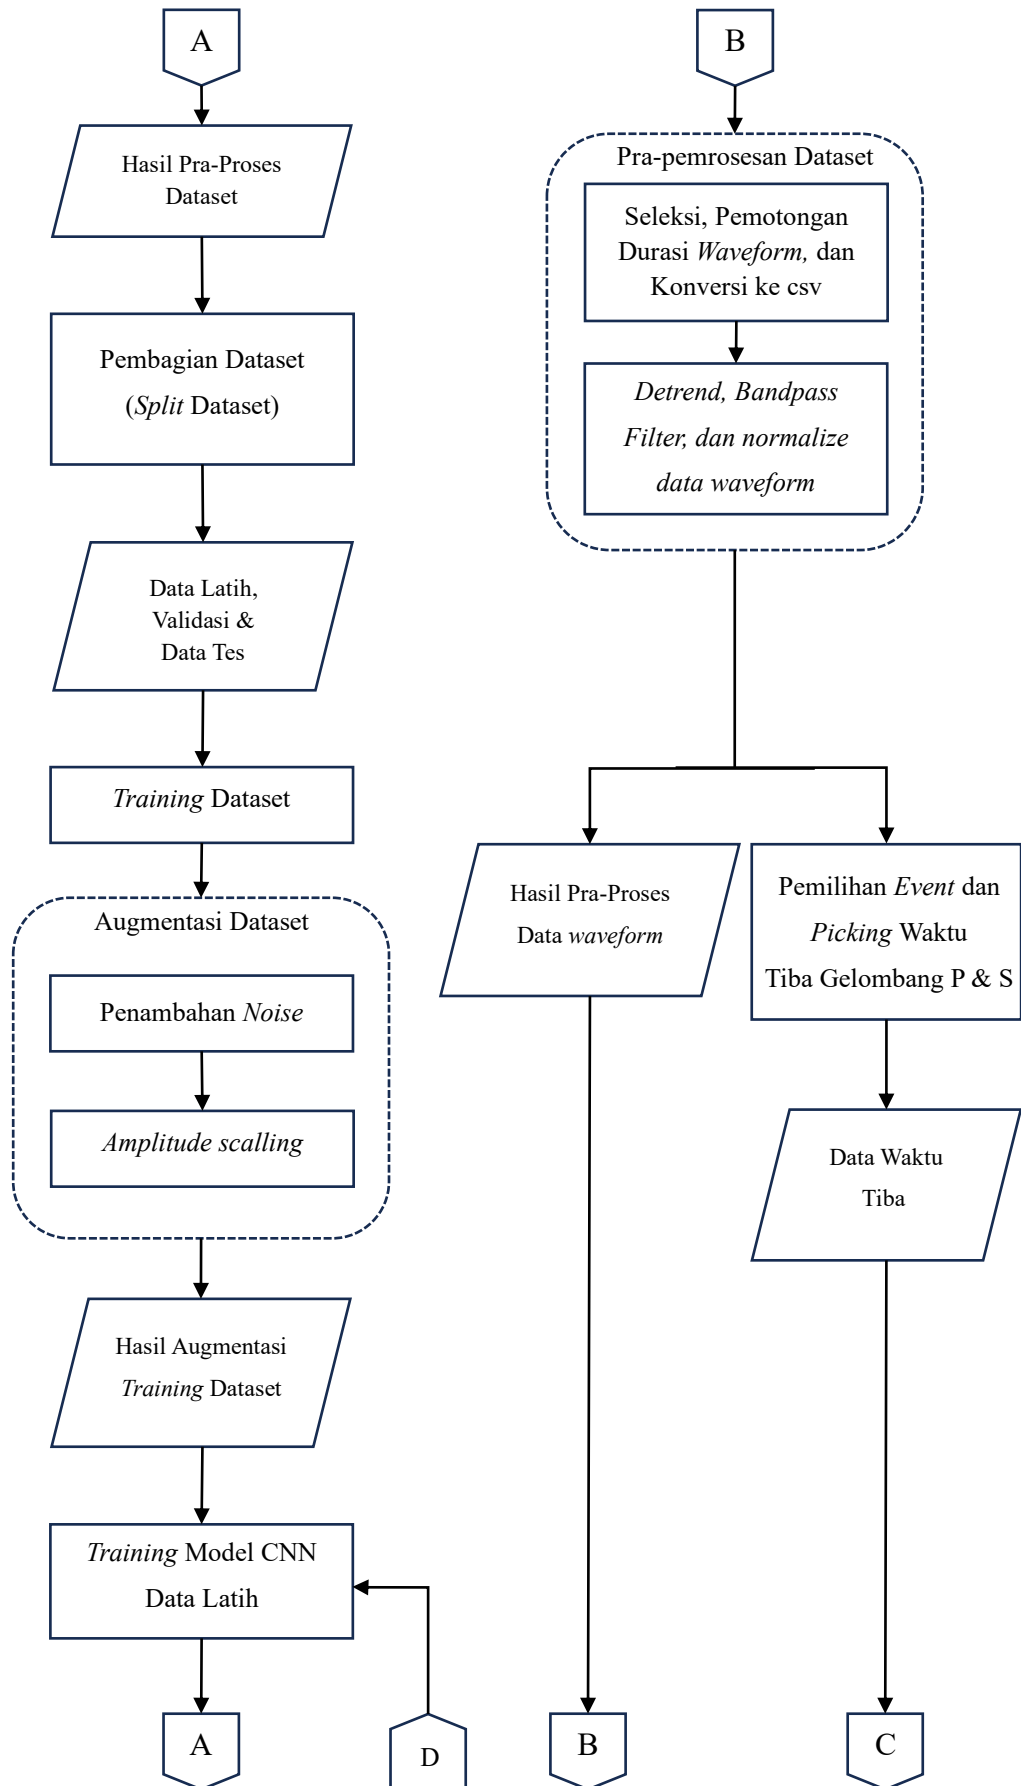 A
Hasil Pra-Proses
Dataset
Pembagian Dataset
(Split Dataset)
Data Latih,
Validasi &
Data Tes
Training Dataset
Augmentasi Dataset
Penambahan Noise
Amplitude scalling
Hasil Augmentasi
Training Dataset
Training Model CNN
Data Latih
A
D
B
Pra-pemrosesan Dataset
Seleksi, Pemotongan
Durasi Waveform, dan
Konversi ke csv
Detrend, Bandpass
Filter, dan normalize
data waveform
Hasil Pra-Proses
Data waveform
B
Pemilihan Event dan
Picking Waktu
Tiba Gelombang P & S
Data Waktu
Tiba
C